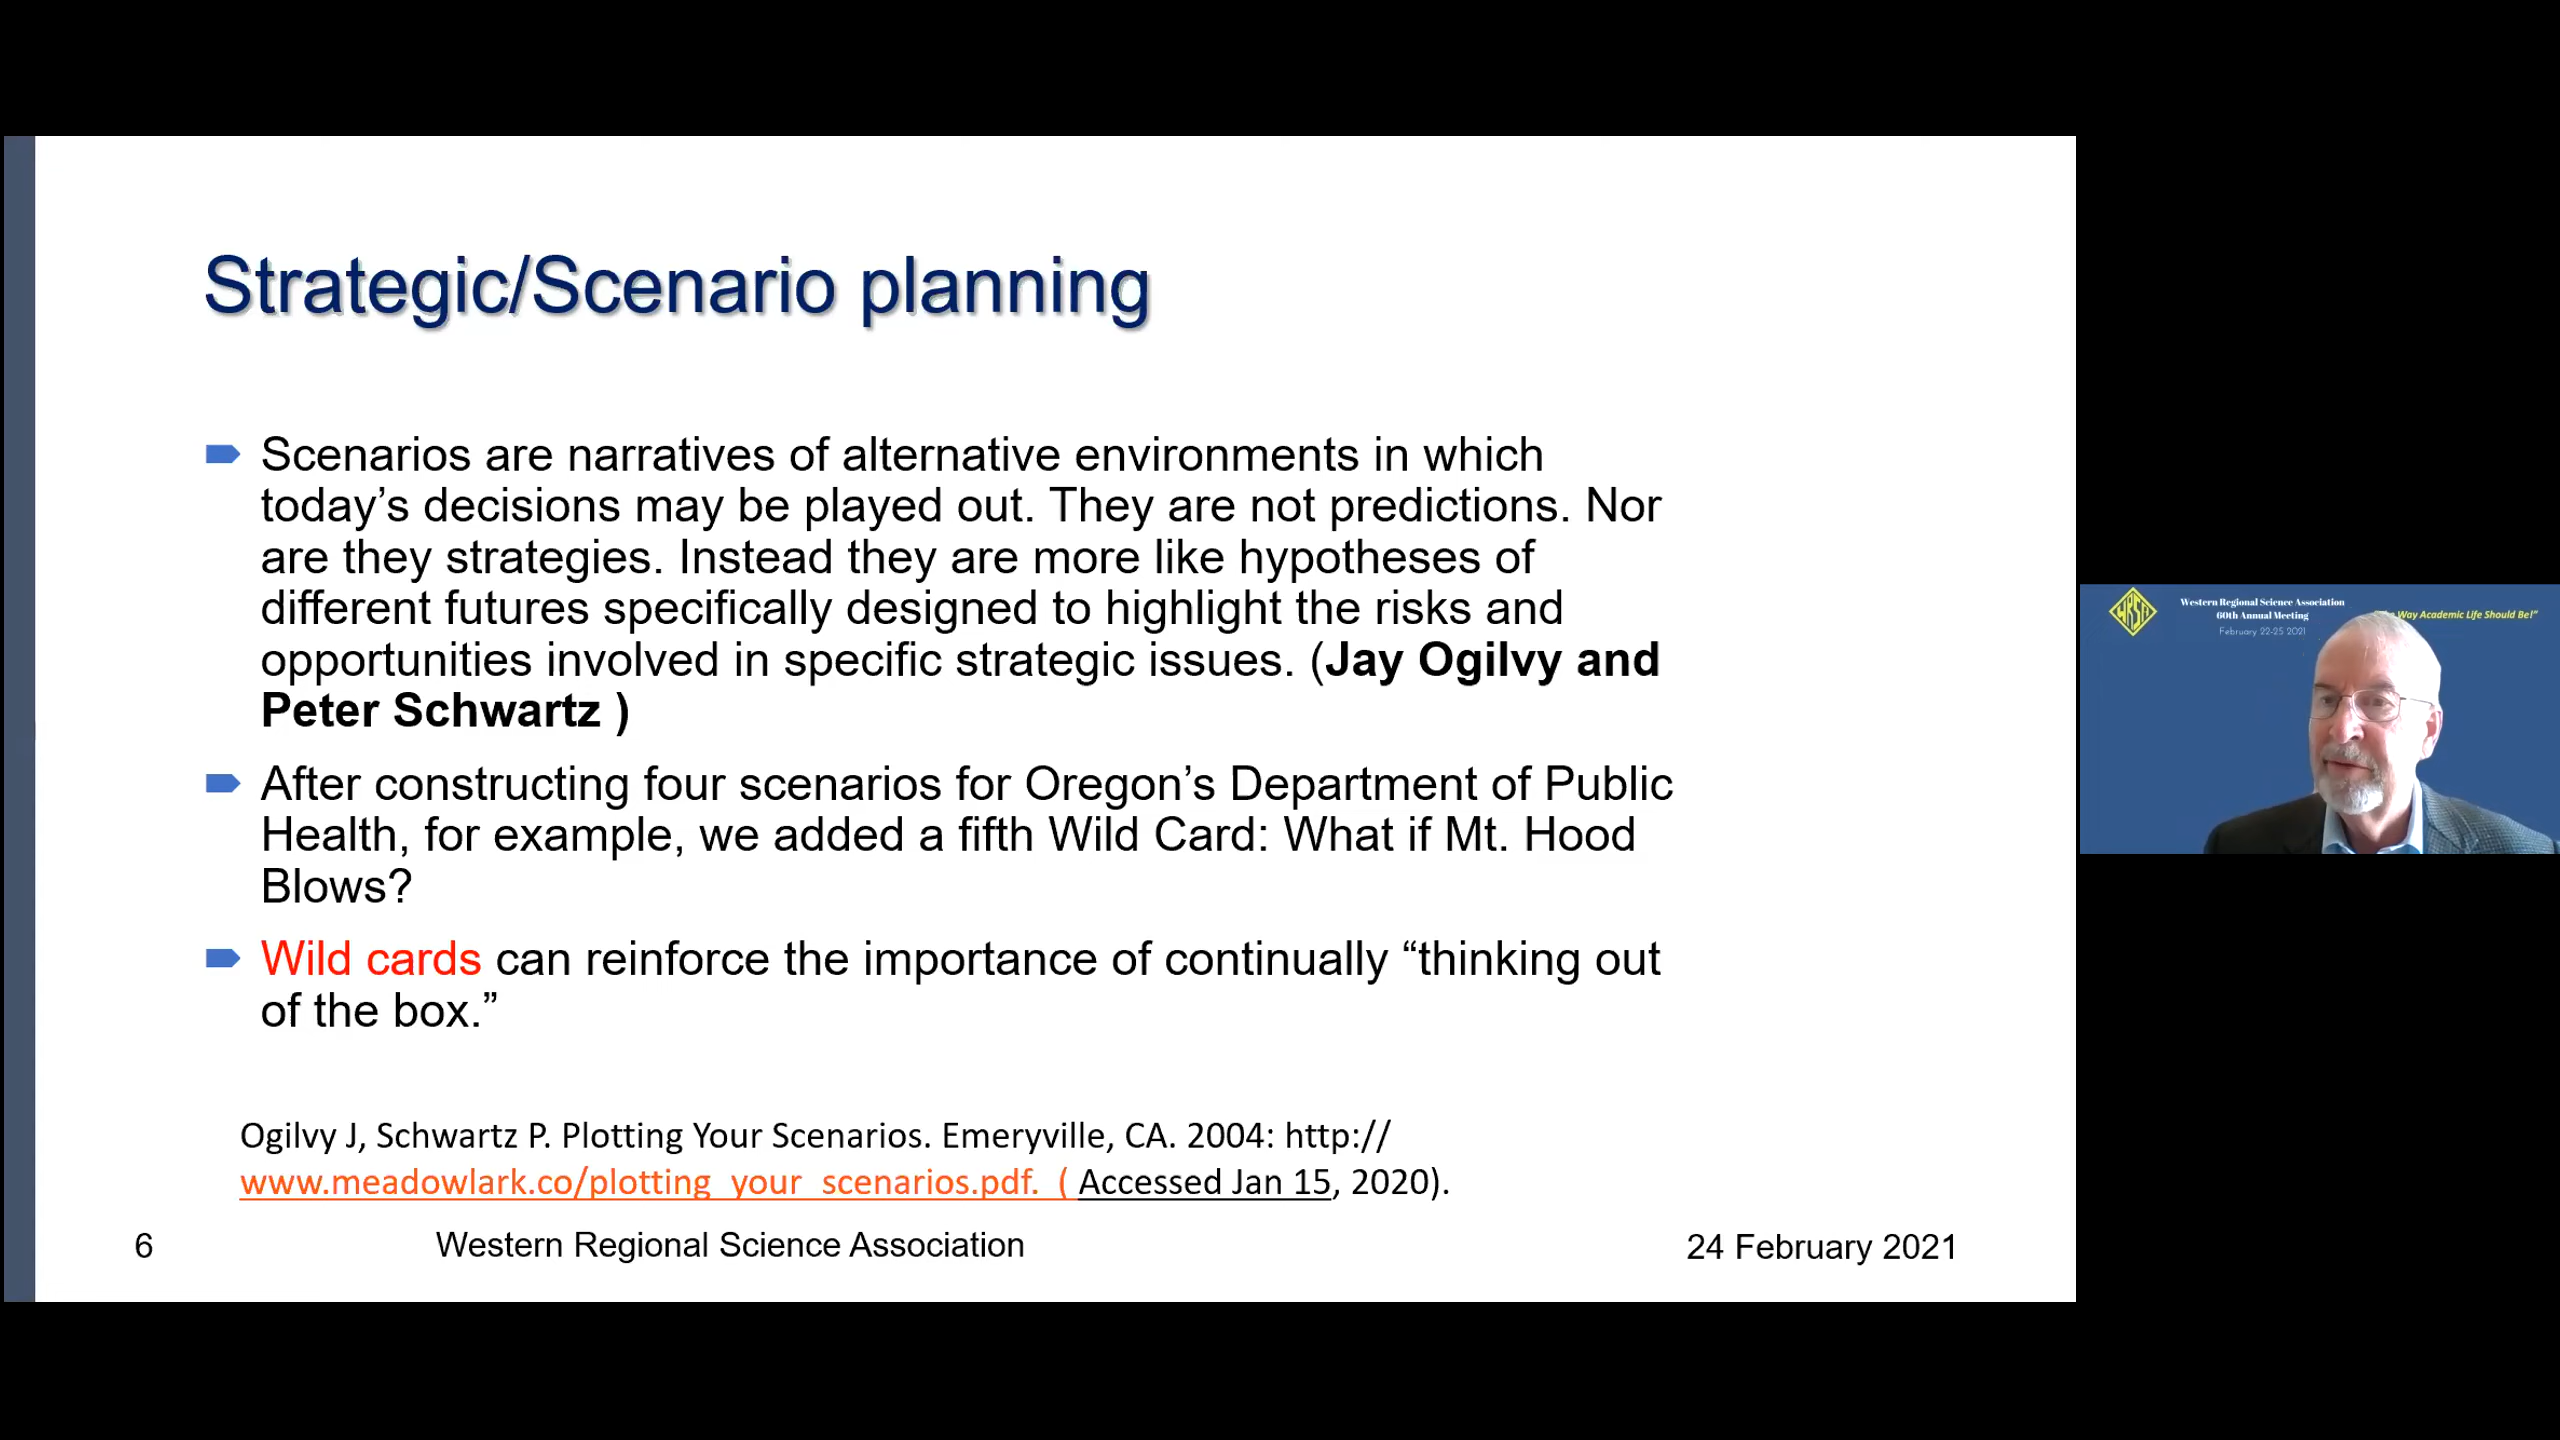 Strategic/Scenario planning
Scenarios are narratives of alternative environments in which
today’s decisions may be played out. They are not predictions. Nor
are they strategies. Instead they are more like hypotheses of
different futures specifically designed to highlight the risks and
opportunities involved in specific strategic issues. (Jay Ogilvy and
Peter Schwartz )
After constructing four scenarios for Oregon’s Department of Public
Health, for example, we added a fifth Wild Card: What if Mt. Hood
Blows?
Wild cards can reinforce the importance of continually “thinking out
of the box.”
Ogilvy J, Schwartz P. Plotting Your Scenarios. Emeryville, CA. 2004: http://
www.meadowlark.co/plotting_your_scenarios.pdf. ( Accessed Jan 15, 2020).
6
Western Regional Science Association
24 February 2021
WRSA
Western Regional Science Association
60th Annual Meeting
February 22-25 2021
Way Academic Life Should Be!”